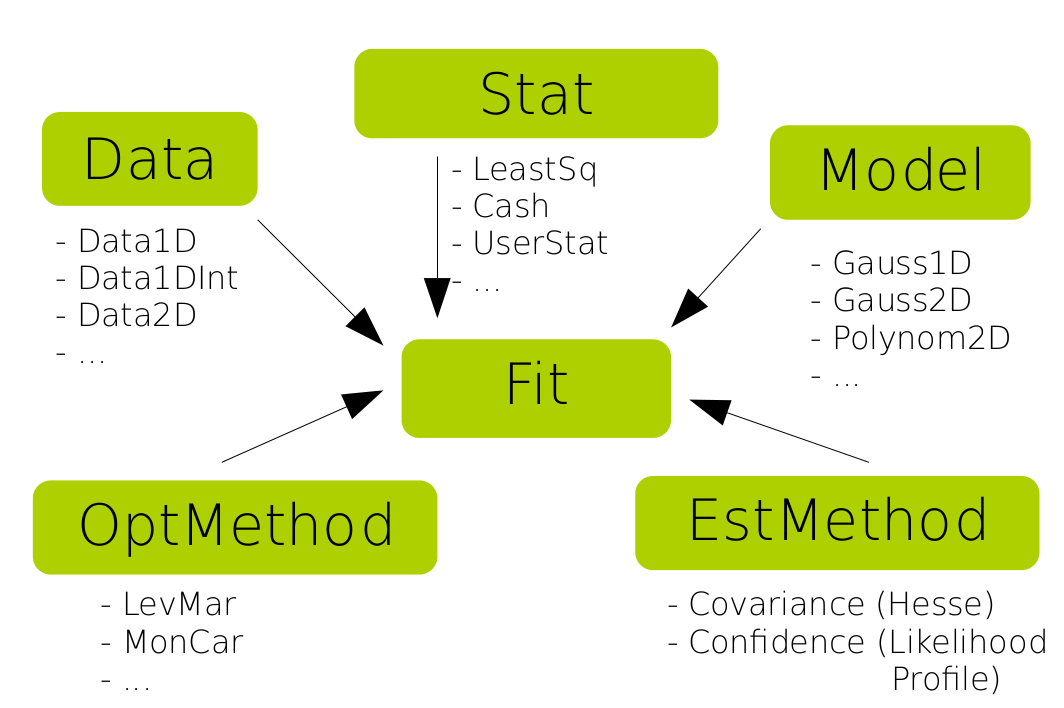 Stat
- LeastSq
- Cash
- UserStat
- ...
Data
- Data1D
- Data1DInt
- Data2D
- ...
Model
- Gauss1D
- Gauss2D
- Polynom2D
- ...
Fit
OptMethod
- LevMar
- MonCar
- ...
EstMethod
- Covariance (Hesse)
- Confidence (Likelihood
Profile)